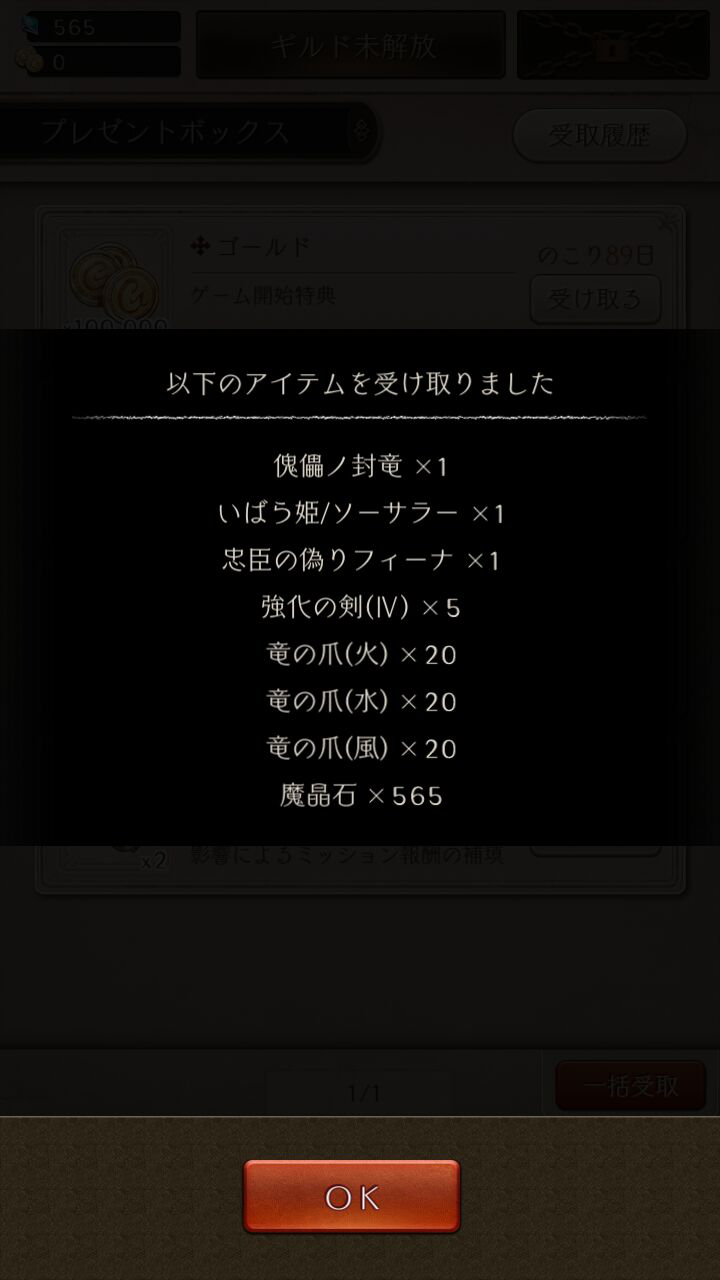 565
0
ギルド未解放
プレゼントボックス
受取履歴
ゴールド
のこり89日
ゲーム開始特典
受け取る
x100,000
以下のアイテムを受け取りました
傀儡ノ封竜 ×1
いばら姫/ソーサラー ×1
忠臣の偽りフィーナ ×1
強化の剣(Ⅳ) ×5
竜の爪(火) ×20
竜の爪(水) ×20
竜の爪(風) ×20
魔晶石 ×565
影響によるミッション報酬の補填
x2
1/1
一括受取
OK